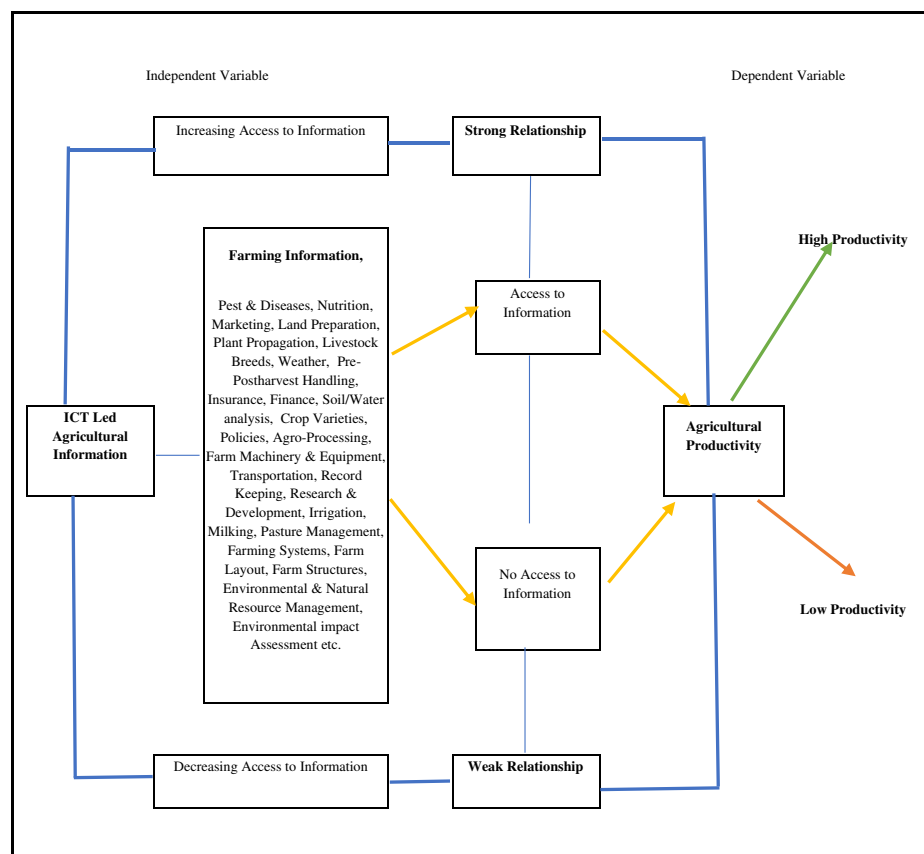 Independent Variable
Dependent Variable
Increasing Access to Information
Strong Relationship
Farming Information,
Pest & Diseases, Nutrition,
Marketing, Land Preparation,
Plant Propagation, Livestock
Breeds, Weather, Pre-
Postharvest Handling,
Insurance, Finance, Soil/Water
analysis, Crop Varieties,
Policies, Agro-Processing,
Farm Machinery & Equipment,
Transportation, Record
Keeping, Research &
Development, Irrigation,
Milking, Pasture Management,
Farming Systems, Farm
Layout, Farm Structures,
Environmental & Natural
Resource Management,
Environmental impact
Assessment etc.
High Productivity
Access to
Information
ICT Led
Agricultural
Information
Agricultural
Productivity
No Access to
Information
Low Productivity
Decreasing Access to Information
Weak Relationship